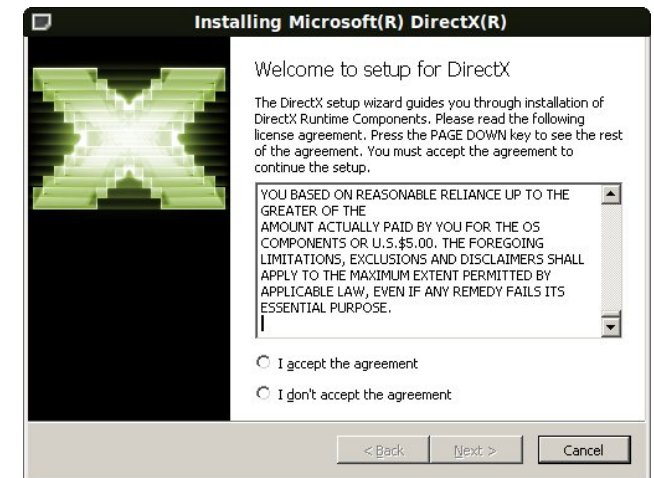 Installing Microsoft(R) DirectX(R)
Welcome to setup for DirectX
The DirectX setup wizard guides you through installation of
DirectX Runtime Components. Please read the following
license agreement. Press the PAGE DOWN key to see the rest
of the agreement. You must accept the agreement to
continue the setup.
YOU BASED ON REASONABLE RELIANCE UP TO THE
GREATER OF THE
AMOUNT ACTUALLY PAID BY YOU FOR THE OS
COMPONENTS OR U.S.$5.00. THE FOREGOING
LIMITATIONS, EXCLUSIONS AND DISCLAIMERS SHALL
APPLY TO THE MAXIMUM EXTENT PERMITTED BY
APPLICABLE LAW, EVEN IF ANY REMEDY FAILS ITS
ESSENTIAL PURPOSE.
I accept the agreement
I don't accept the agreement
< Back Next > Cancel